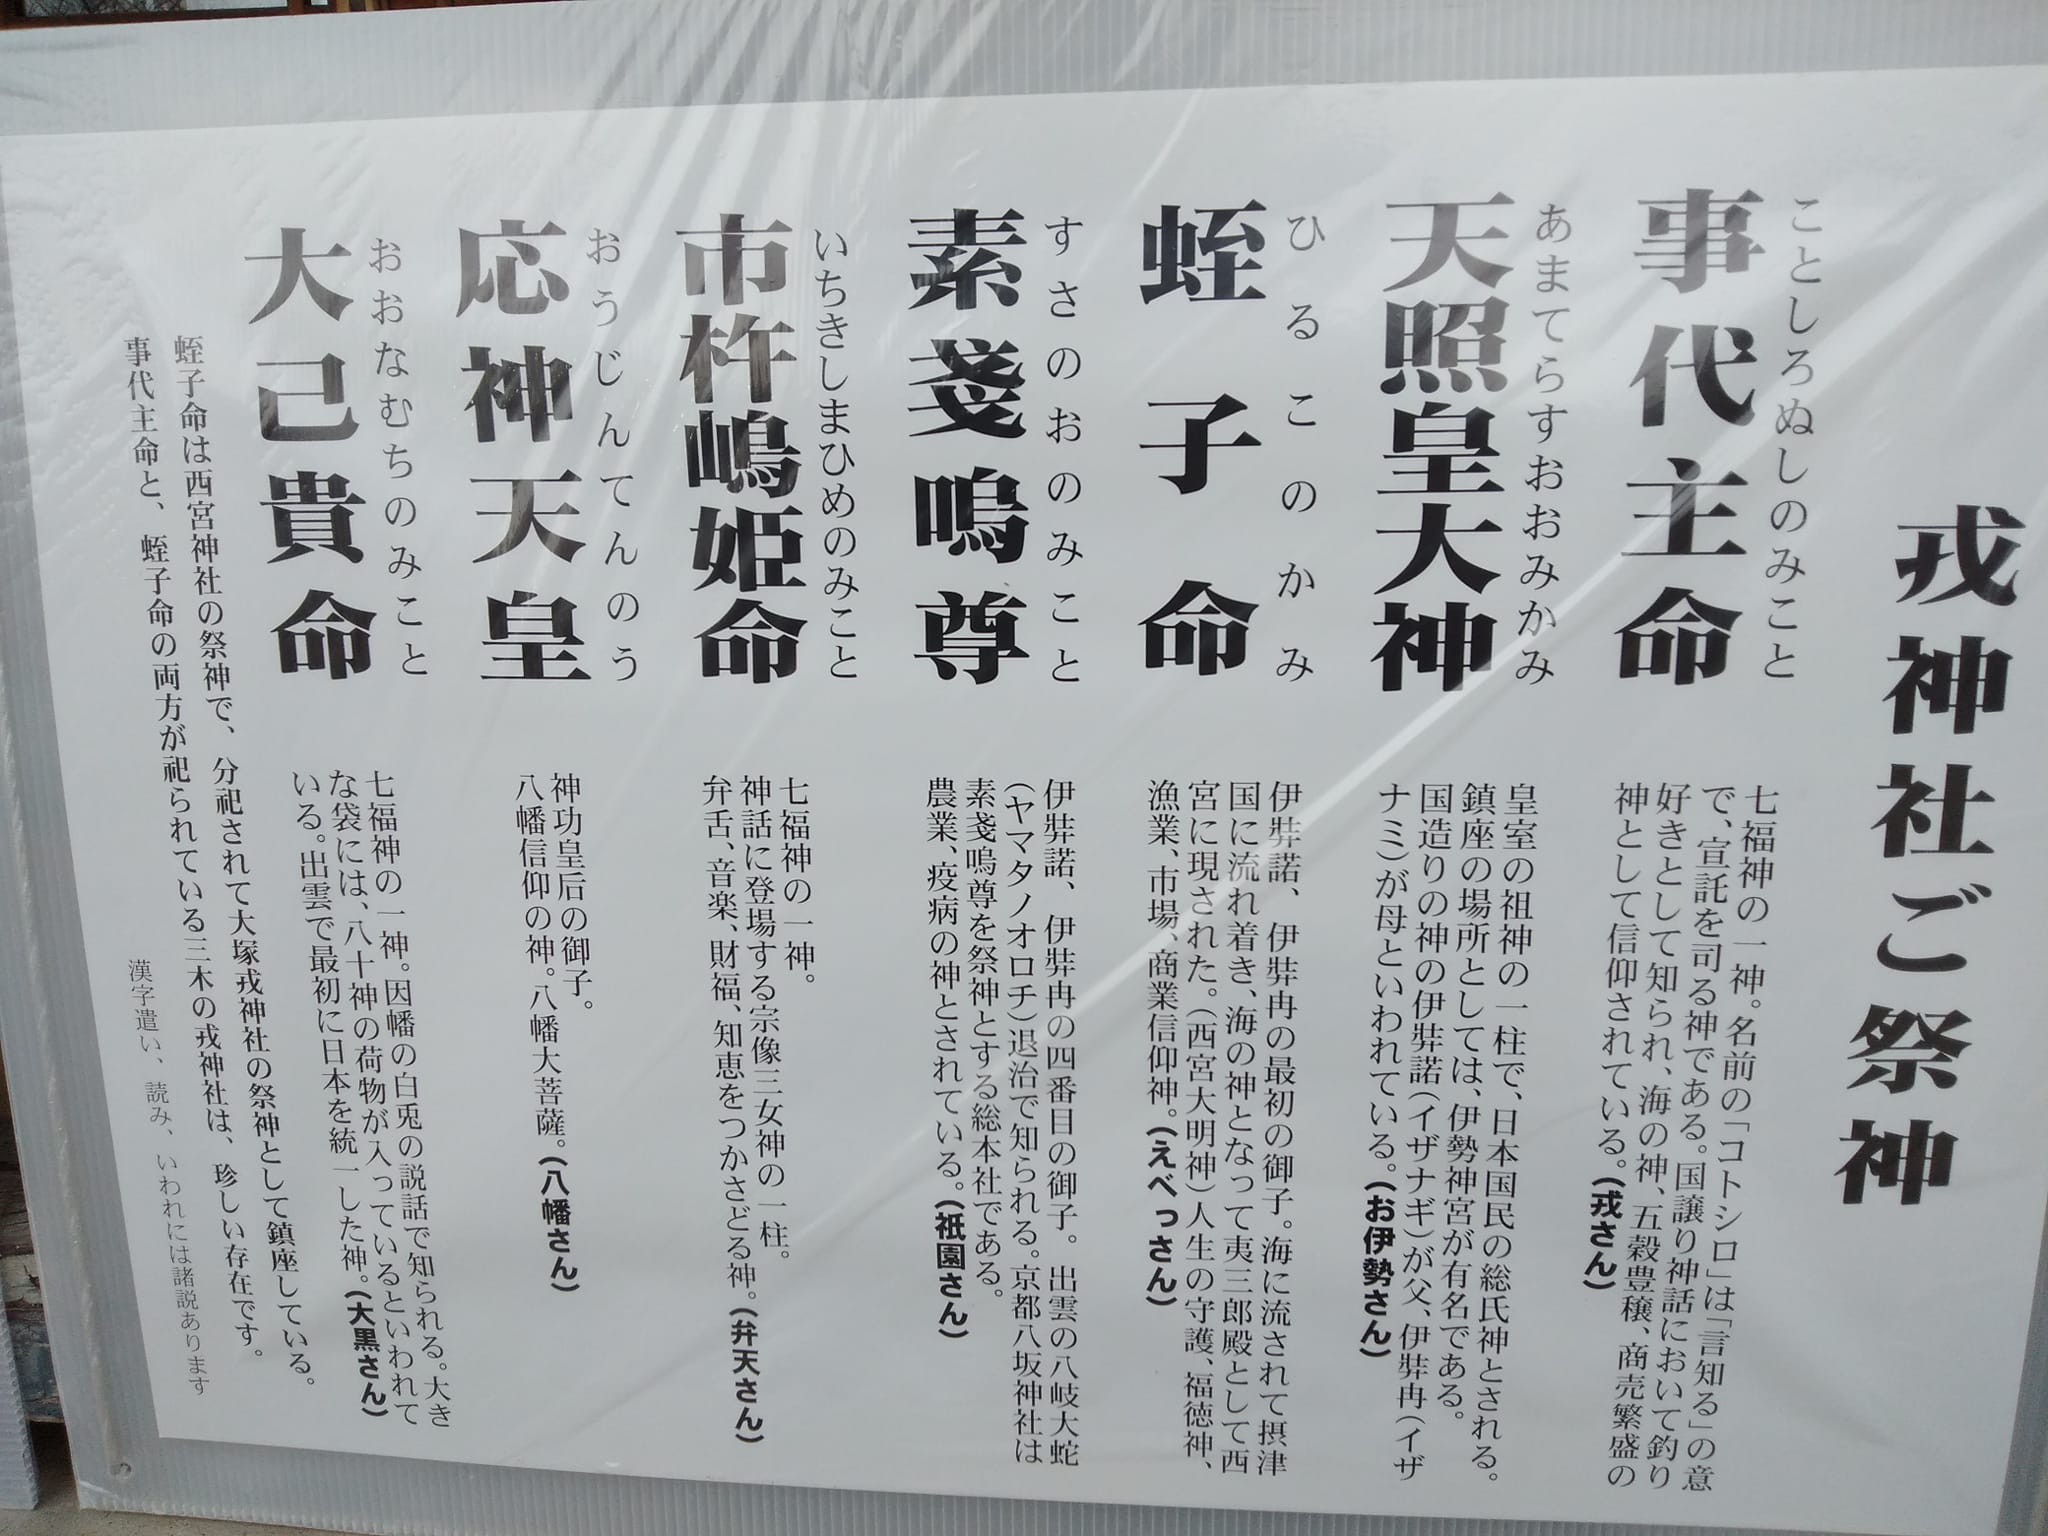 戎神社ご祭神
ことしろぬしのみこと
事代主命
七福神の一神。名前の「コトシロ」は「言知る」の意
で、宣託を司る神である。国譲り神話において釣り
好きとして知られ、海の神、五穀豊穣、商売繁盛の
神として信仰されている。(戎さん)
あまてらすおおみかみ
天照皇大神
皇室の祖神の一柱で、日本国民の総氏神とされる。
鎮座の場所としては、伊勢神宮が有名である。
国造りの神の伊弉諾(イザナギ)が父、伊弉冉(イザ
ナミ)が母といわれている。(お伊勢さん)
ひるこのかみ
蛭子命
伊弉諾、伊弉冉の最初の御子。海に流されて摂津
国に流れ着き、海の神となって夷三郎殿として西
宮に現された。(西宮大明神)人生の守護、福徳神、
漁業、市場、商業信仰神。(えべっさん)
すさのおのみこと
素戔嗚尊
伊弉諾、伊弉冉の四番目の御子。出雲の八岐大蛇
(ヤマタノオロチ)退治で知られる。京都八坂神社は
素戔嗚尊を祭神とする総本社である。
農業、疫病の神とされている。(祇園さん)
いちきしまひめのみこと
市杵嶋姫命
七福神の一神。
神話に登場する宗像三女神の一柱。
弁舌、音楽、財福、知恵をつかさどる神。(弁天さん)
おうじんてんのう
応神天皇
神功皇后の御子。
八幡信仰の神。八幡大菩薩。(八幡さん)
おおなむちのみこと
大己貴命
七福神の一神。因幡の白兎の説話で知られる。大き
な袋には、八十神の荷物が入っているといわれて
いる。出雲で最初に日本を統一した神。(大黒さん)
蛭子命は西宮神社の祭神で、分祀されて大塚戎神社の祭神として鎮座している。
事代主命と、蛭子命の両方が祀られている三木の戎神社は、珍しい存在です。
漢字遣い、読み、いわれには諸説あります